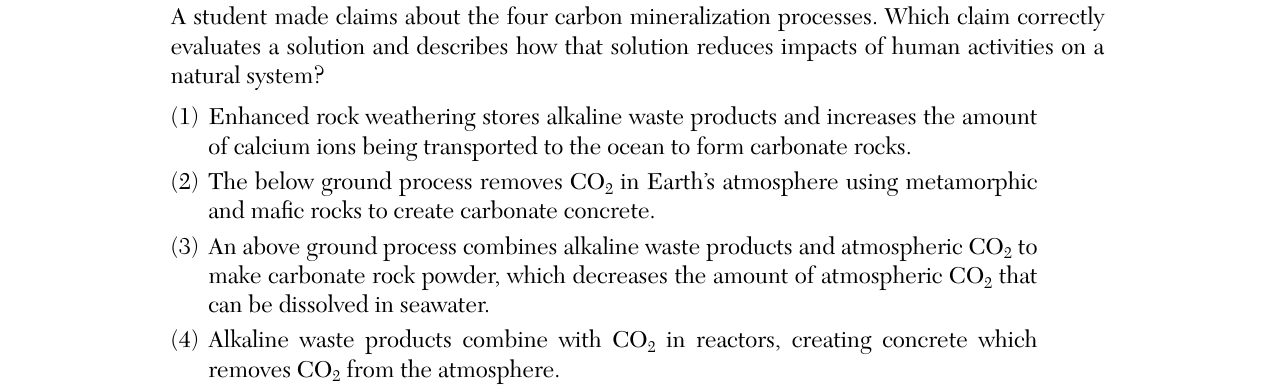 A student made claims about the four carbon mineralization processes. Which claim correctly
evaluates a solution and describes how that solution reduces impacts of human activities on a
natural system?
(1) Enhanced rock weathering stores alkaline waste products and increases the amount
of calcium ions being transported to the ocean to form carbonate rocks.
(2) The below ground process removes CO₂ in Earth’s atmosphere using metamorphic
and mafic rocks to create carbonate concrete.
(3) An above ground process combines alkaline waste products and atmospheric CO₂ to
make carbonate rock powder, which decreases the amount of atmospheric CO₂ that
can be dissolved in seawater.
(4) Alkaline waste products combine with CO₂ in reactors, creating concrete which
removes CO₂ from the atmosphere.